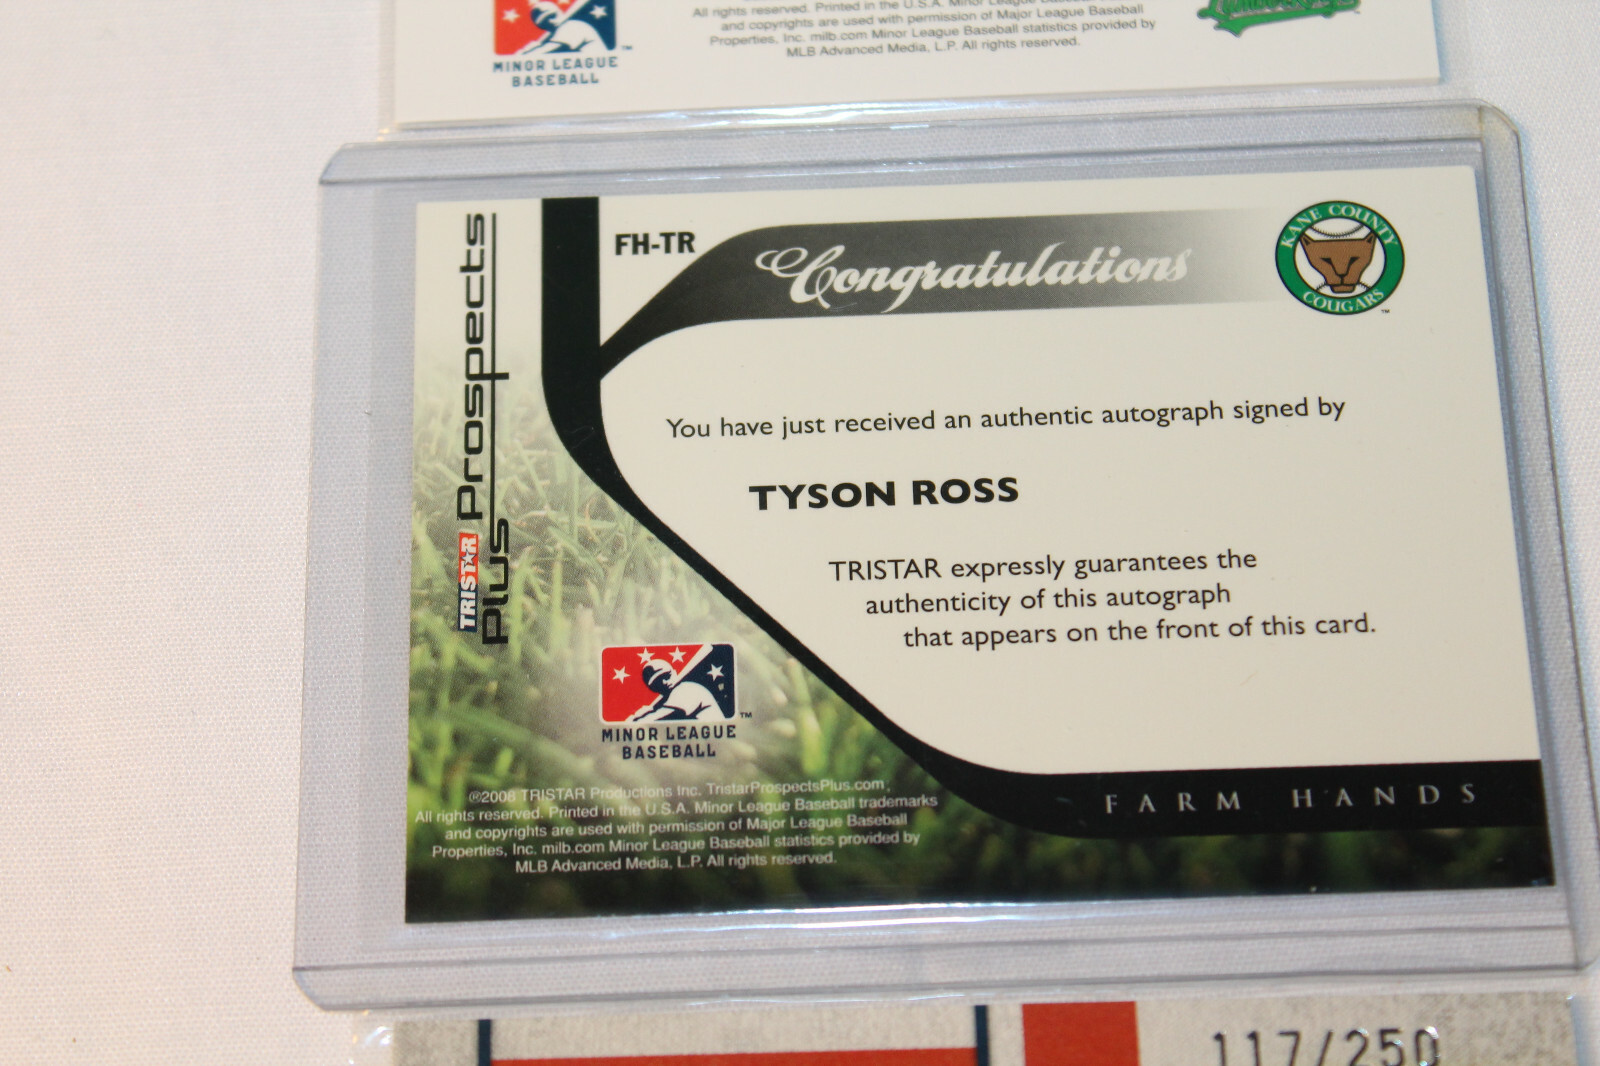 All rights reserved. Printed in the U.S.A. Minor League Baseball
and copyrights are used with permission of Major League Baseball
Properties, Inc. milb.com Minor League Baseball statistics provided by
MLB Advanced Media, L.P. All rights reserved.
MINOR LEAGUE
BASEBALL™
TRISTAR Prospects
Plus
FH-TR
Congratulations
KANE COUNTY
COUGARS™
You have just received an authentic autograph signed by
TYSON ROSS
TRISTAR expressly guarantees the
authenticity of this autograph
that appears on the front of this card.
MINOR LEAGUE™
BASEBALL
®2008 TRISTAR Productions Inc. TristarProspectsPlus.com,
All rights reserved. Printed in the U.S.A. Minor League Baseball trademarks
and copyrights are used with permission of Major League Baseball
Properties, Inc. milb.com Minor League Baseball statistics provided by
MLB Advanced Media, L.P. All rights reserved.
FARM HANDS
117/250